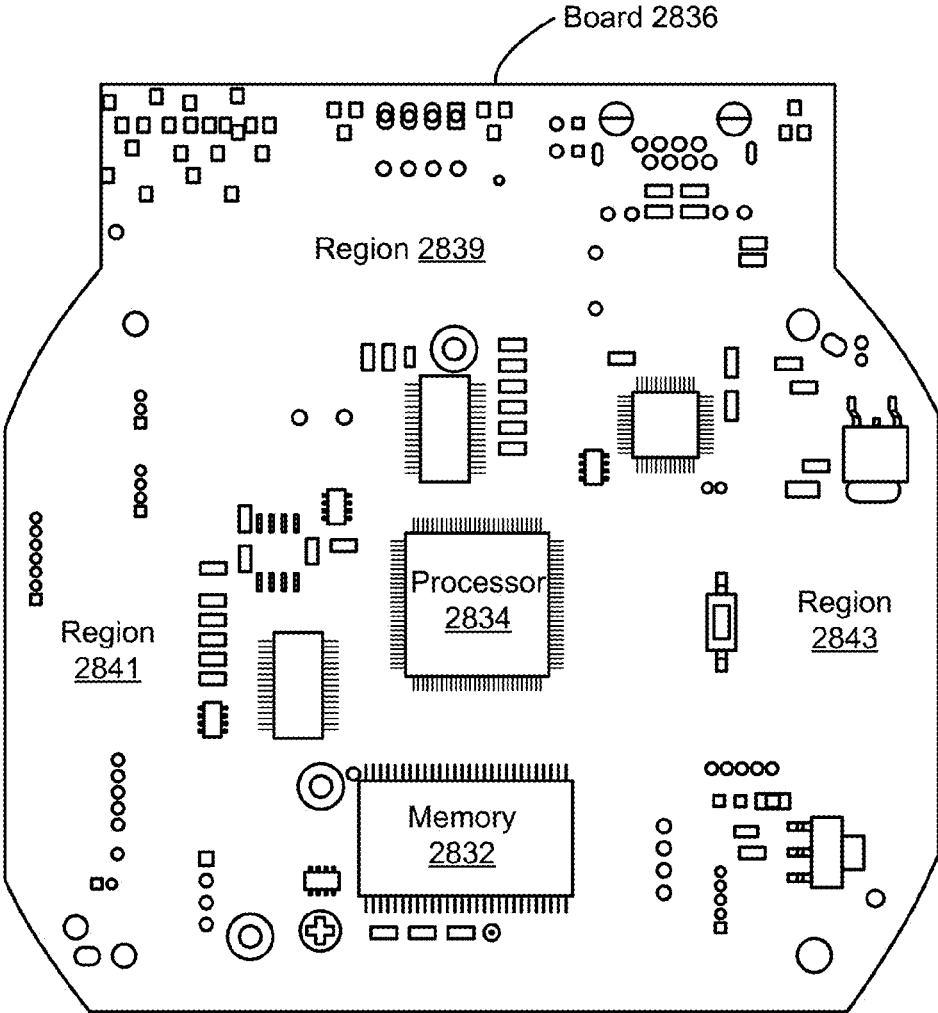 Board 2836
Region 2839
Processor
2834
Region
2841
Region
2843
Memory
2832